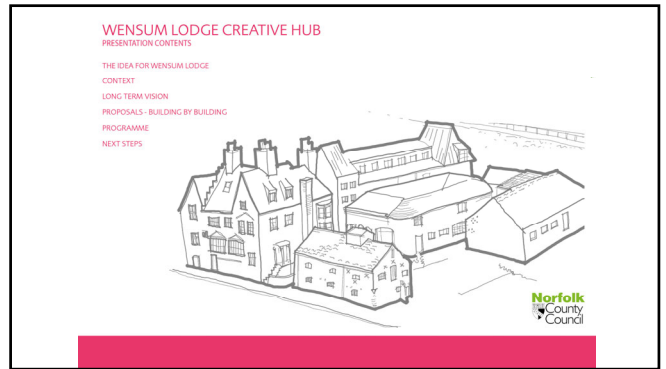 WENSUM LODGE CREATIVE HUB
PRESENTATION CONTENTS
THE IDEA FOR WENSUM LODGE
CONTEXT
LONG TERM VISION
PROPOSALS - BUILDING BY BUILDING
PROGRAMME
NEXT STEPS
Norfolk
County
Council